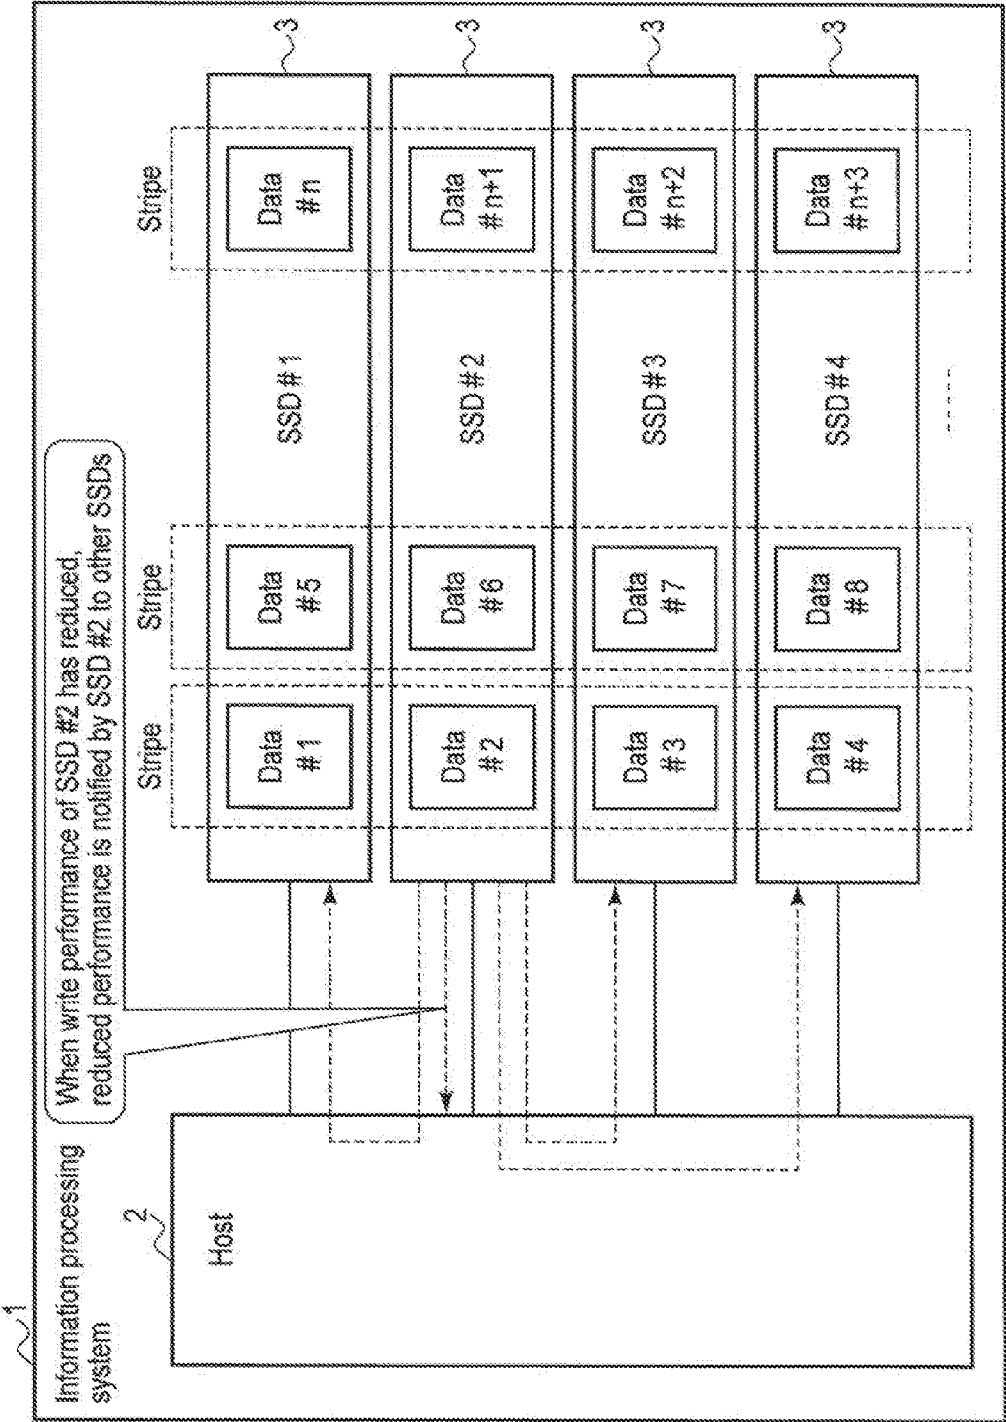 1
Information processing
system
When write performance of SSD #2 has reduced,
reduced performance is notified by SSD #2 to other SSDs
2
Host
Stripe
Stripe
Stripe
Data
#1
Data
#5
SSD#1
Data
#n
3
Data
#2
Data
#6
SSD#2
Data
#n+1
3
Data
#3
Data
#7
SSD#3
Data
#n+2
3
Data
#4
Data
#8
SSD#4
Data
#n+3
3